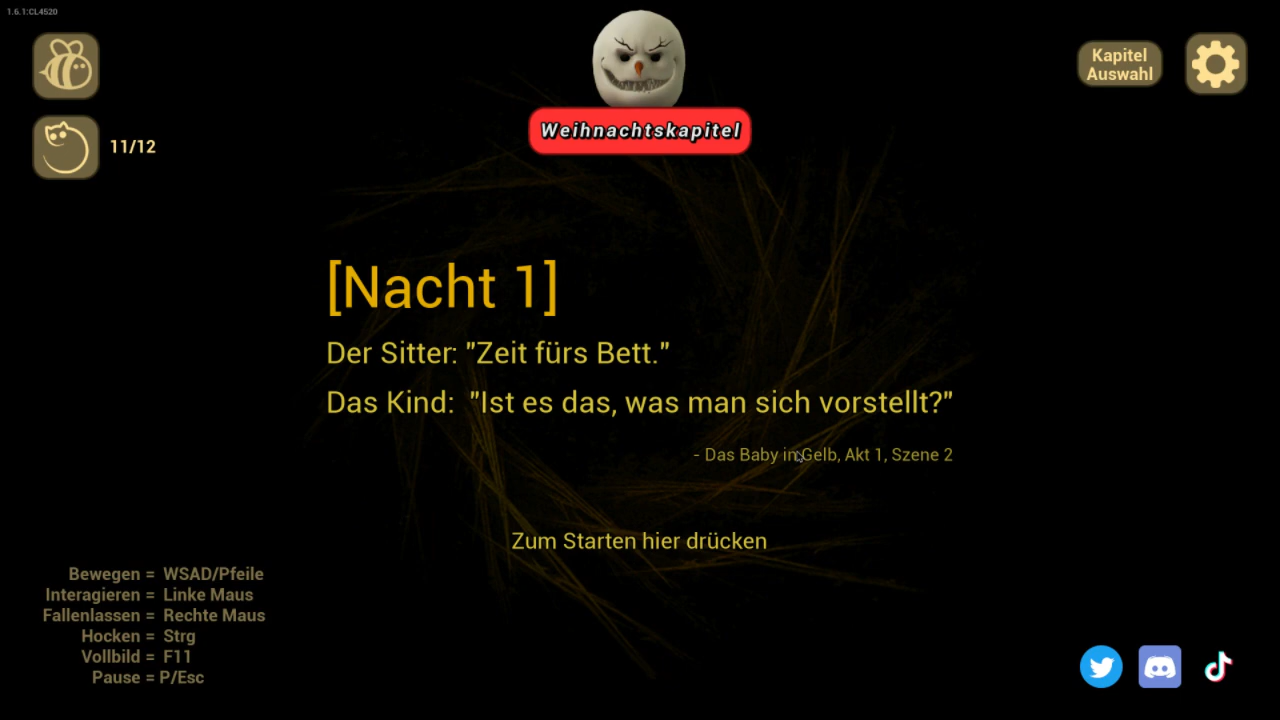 1.6.1:CL4520
Kapitel
Auswahl
Weihnachtskapitel
11/12
[Nacht 1]
Der Sitter: "Zeit fürs Bett."
Das Kind:  "Ist es das, was man sich vorstellt?"
- Das Baby in Gelb, Akt 1, Szene 2
Zum Starten hier drücken
Bewegen = WSAD/Pfeile
Interagieren = Linke Maus
Fallenlassen = Rechte Maus
Hocken = Strg
Vollbild = F11
Pause = P/Esc